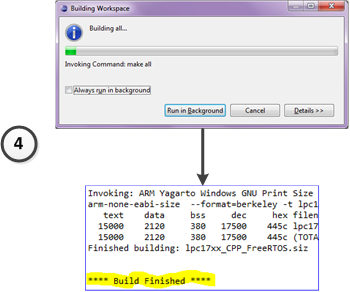 Building Workspace
Building all...
Invoking Command: make all
Always run in background
Run in Background
Cancel
Details >>
4
Invoking: ARM Yagarto Windows GNU Print Size
arm-none-eabi-size --format=berkeley -t lpc1
text data bss dec hex filen
15000 2120 380 17500 445c lpc17
15000 2120 380 17500 445c (TOTA
Finished building: lpc17xx_CPP_FreeRTOS.siz
**** Build Finished ****